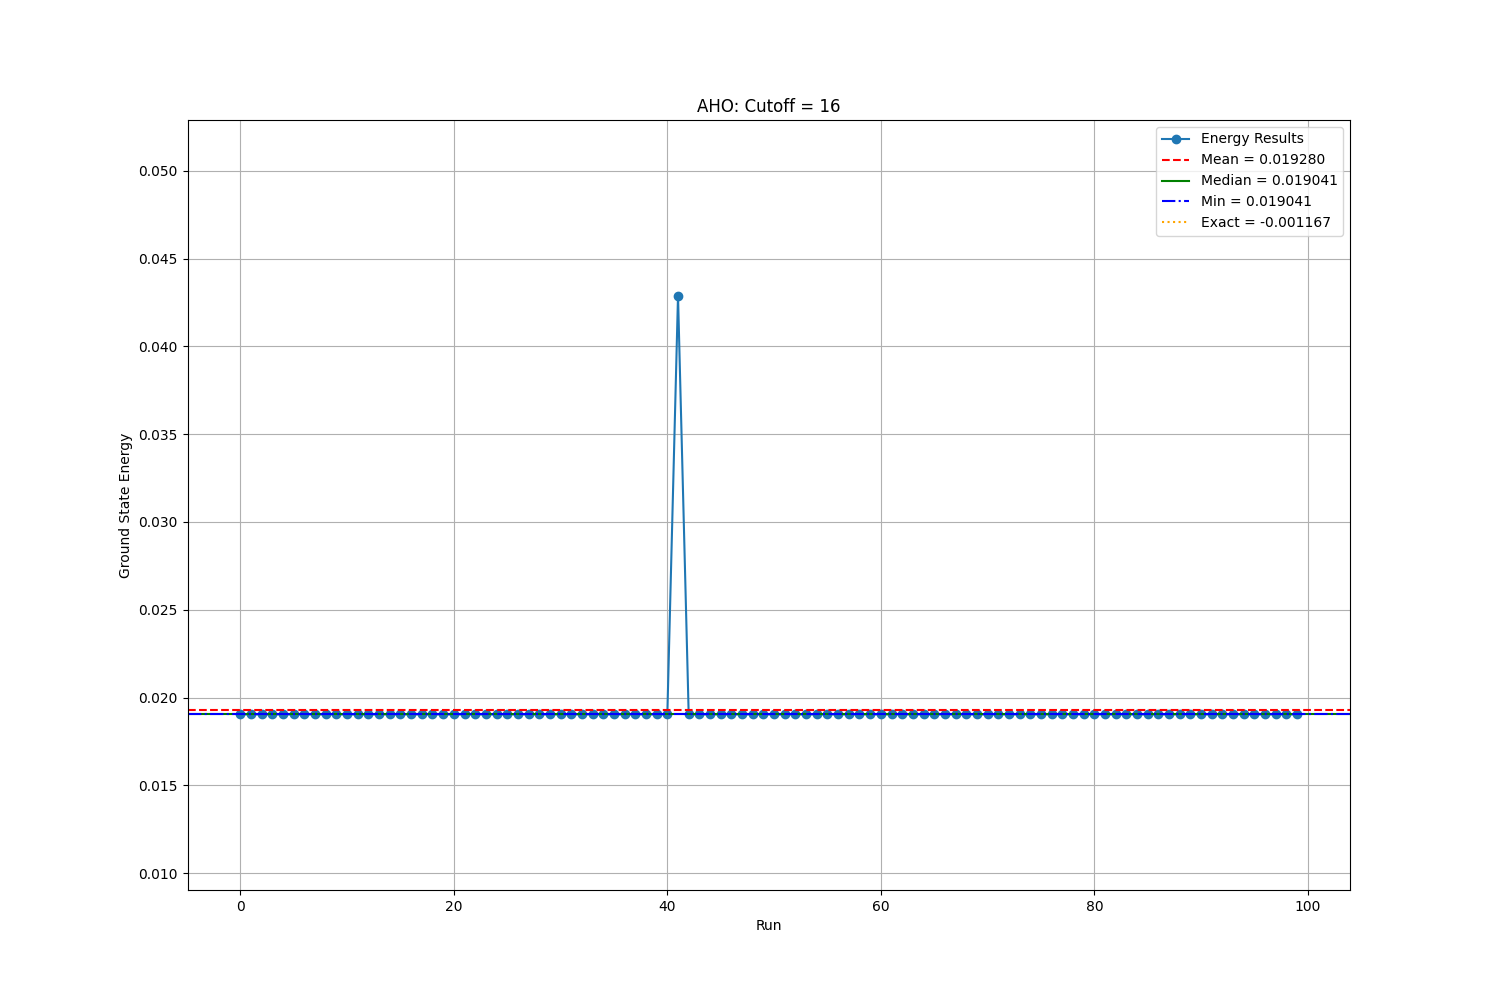 AHO: Cutoff = 16
Energy Results
Mean = 0.019280
Median = 0.019041
Min = 0.019041
Exact = -0.001167
Ground State Energy
0.050
0.045
0.040
0.035
0.030
0.025
0.020
0.015
0.010
0 20 40 60 80 100
Run